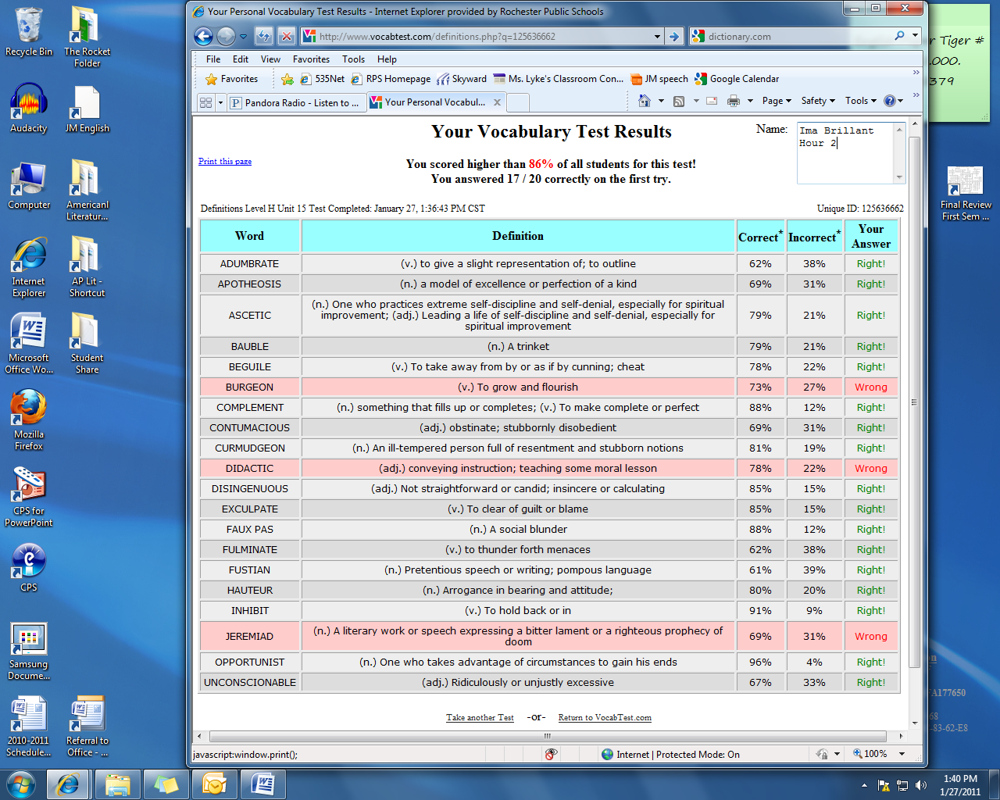 Your Personal Vocabulary Test Results - Internet Explorer provided by Rochester Public Schools
http://www.vocabtest.com/definitions.php?q=125636662
dictionary.com
File Edit View Favorites Tools Help
Favorites 535Net RPS Homepage Skyward Ms. Lyke's Classroom Con... JM speech Google Calendar
Pandora Radio - Listen to ... Your Personal Vocabul... Page Safety Tools
Your Vocabulary Test Results
Name: Ima Brillant
Hour 2
Print this page
You scored higher than 86% of all students for this test!
You answered 17 / 20 correctly on the first try.
Definitions Level H Unit 15 Test Completed: January 27, 1:36:43 PM CST Unique ID: 125636662
Word Definition Correct* Incorrect* Your Answer
ADUMBRATE (v.) to give a slight representation of; to outline 62% 38% Right!
APOTHEOSIS (n.) a model of excellence or perfection of a kind 69% 31% Right!
ASCETIC (n.) One who practices extreme self-discipline and self-denial, especially for spiritual
improvement; (adj.) Leading a life of self-discipline and self-denial, especially for
spiritual improvement 79% 21% Right!
BAUBLE (n.) A trinket 79% 21% Right!
BEGUILE (v.) To take away from by or as if by cunning; cheat 78% 22% Right!
BURGEON (v.) To grow and flourish 73% 27% Wrong
COMPLEMENT (n.) something that fills up or completes; (v.) To make complete or perfect 88% 12% Right!
CONTUMACIOUS (adj.) obstinate; stubbornly disobedient 69% 31% Right!
CURMUDGEON (n.) An ill-tempered person full of resentment and stubborn notions 81% 19% Right!
DIDACTIC (adj.) conveying instruction; teaching some moral lesson 78% 22% Wrong
DISINGENUOUS (adj.) Not straightforward or candid; insincere or calculating 85% 15% Right!
EXCULPATE (v.) To clear of guilt or blame 85% 15% Right!
FAUX PAS (n.) A social blunder 88% 12% Right!
FULMINATE (v.) to thunder forth menaces 62% 38% Right!
FUSTIAN (n.) Pretentious speech or writing; pompous language 61% 39% Right!
HAUTEUR (n.) Arrogance in bearing and attitude; 80% 20% Right!
INHIBIT (v.) To hold back or in 91% 9% Right!
JEREMIAD (n.) A literary work or speech expressing a bitter lament or a righteous prophecy of
doom 69% 31% Wrong
OPPORTUNIST (n.) One who takes advantage of circumstances to gain his ends 96% 4% Right!
UNCONSCIONABLE (adj.) Ridiculously or unjustly excessive 67% 33% Right!
Take another Test -or- Return to VocabTest.com
javascript:window.print(); Internet | Protected Mode: On 100%
Recycle Bin
The Rocket
Folder
Audacity
JM English
Computer
AmericanI
Literatur...
Internet
Explorer
AP Lit -
Shortcut
Microsoft
Office Wo...
Student
Share
Mozilla
Firefox
CPS for
PowerPoint
CPS
Samsung
Docume...
2010-2011
Schedule...
Referral to
Office - ...
r Tiger #
.000.
379
Final Review
First Sem ...
FA177650
68
-83-62-E8
1:40 PM
1/27/2011